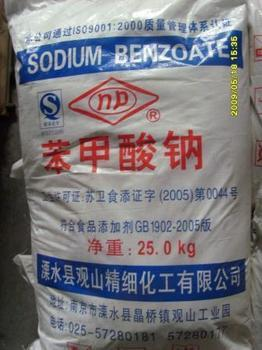 本公司通过ISO9001:2000质量管理体系认证
SODIUM BENZOATE
np
苯甲酸钠
卫生许可证: 苏卫食添证字(2005)第0044号
符合食品添加剂GB1902-2005版
净重: 25.0kg
溧水县观山精细化工有限公司
地址: 南京市溧水县晶桥镇观山工业园
电话: 025-57280181
2009/05/18 15:35